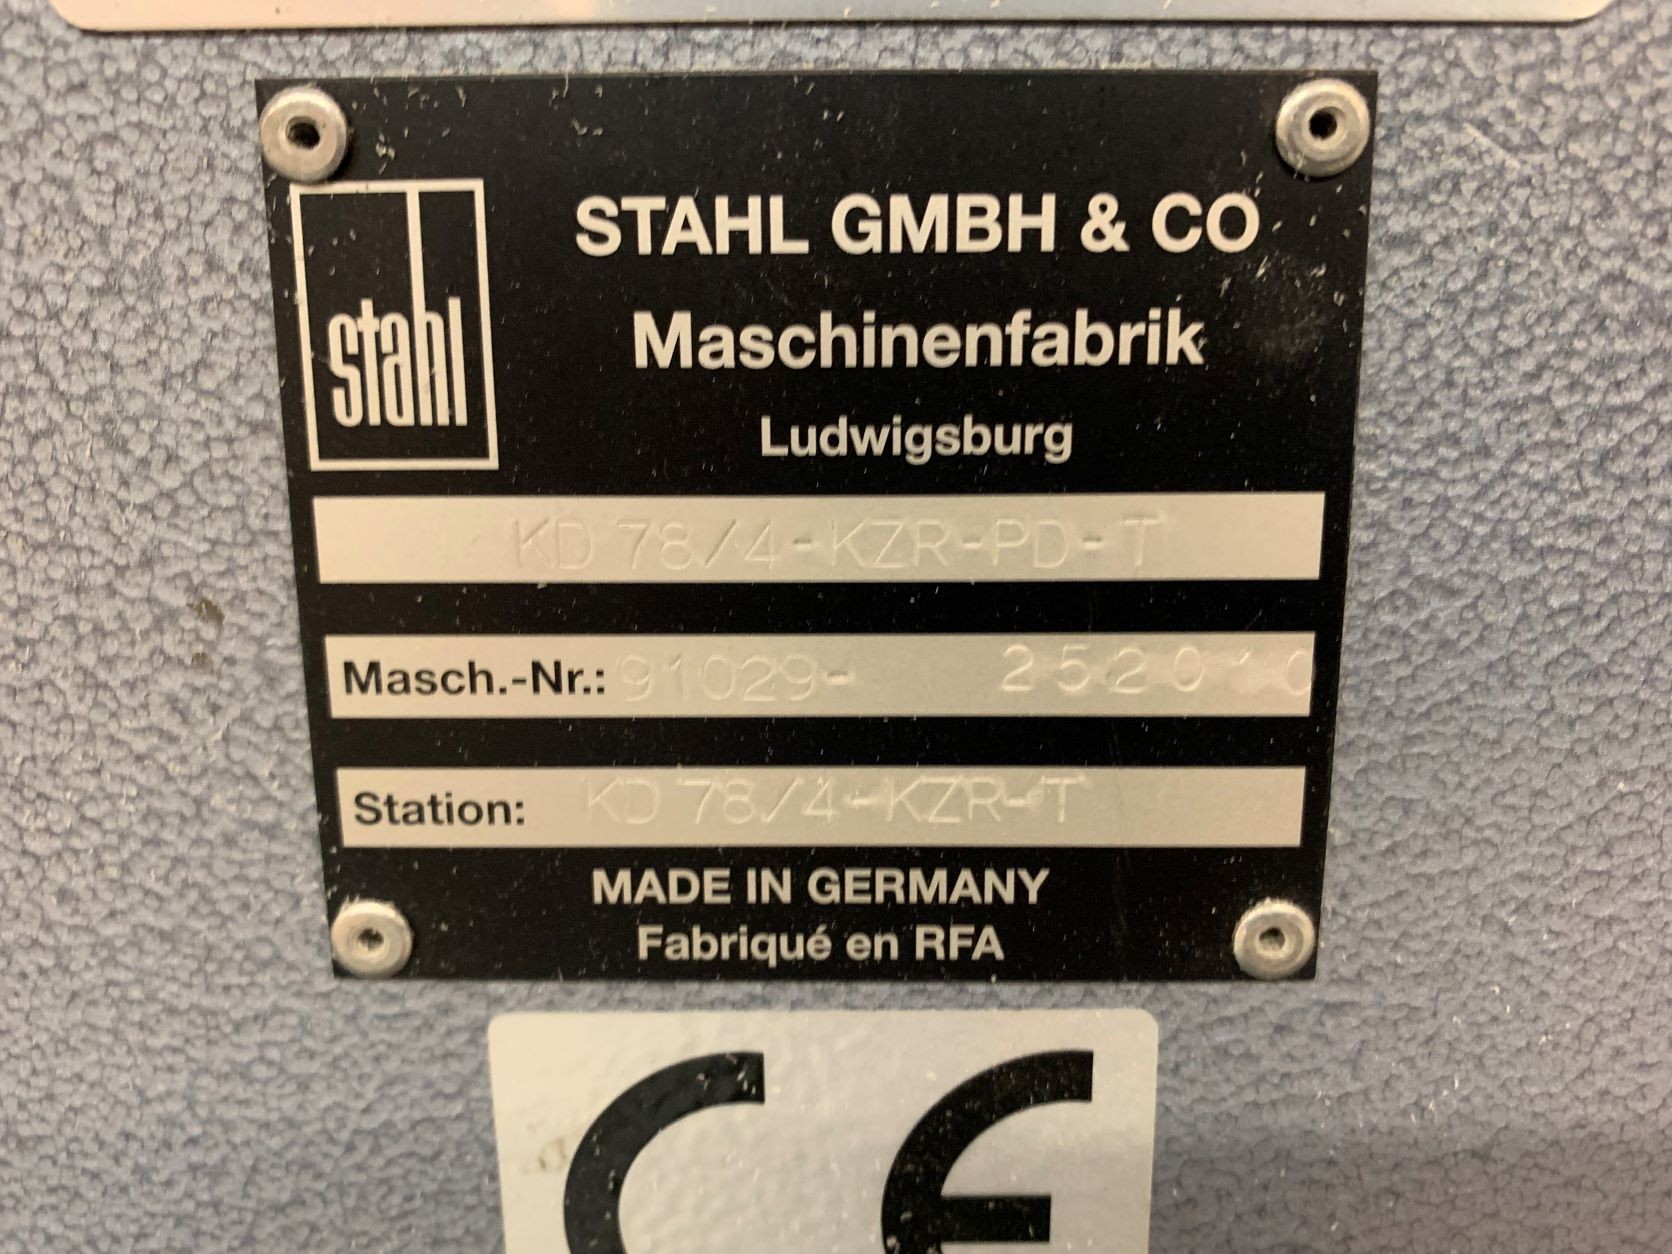 STAHL GMBH & CO
stahl
Maschinenfabrik
Ludwigsburg
KD 78/4-KZR-PD-T
Masch.-Nr.: 91029- 252010
Station: KD 78/4-KZR-T
MADE IN GERMANY
Fabriqué en RFA
CE